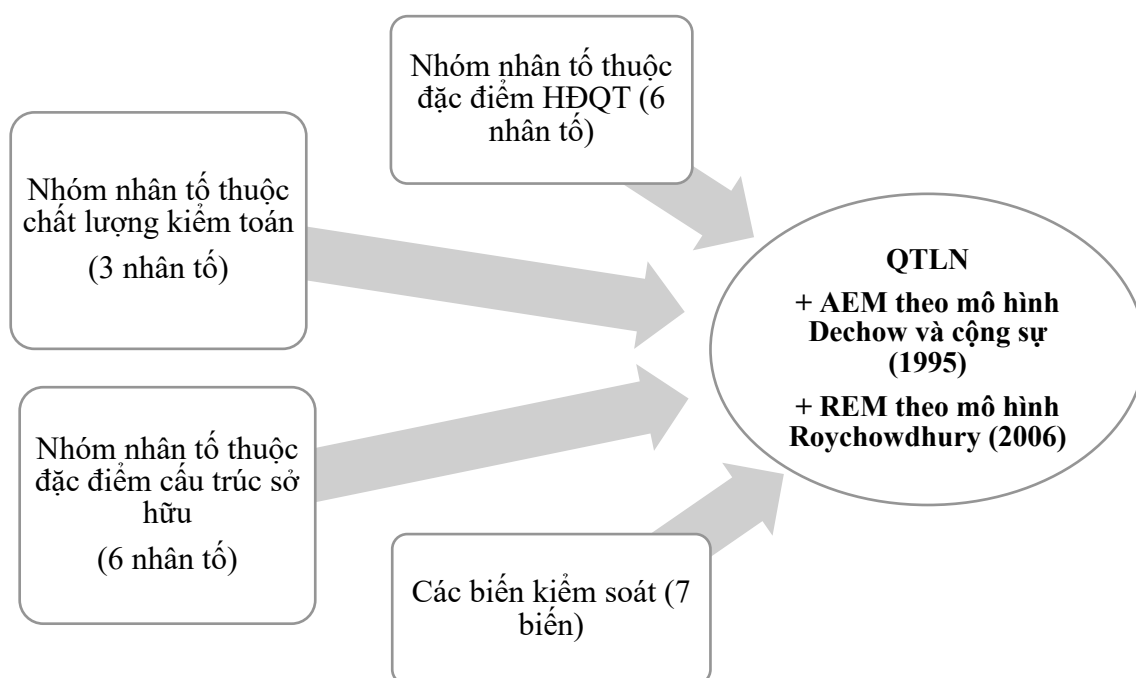 Nhóm nhân tố thuộc
đặc điểm HĐQT (6
nhân tố)
Nhóm nhân tố thuộc
chất lượng kiểm toán
(3 nhân tố)
Nhóm nhân tố thuộc
đặc điểm cấu trúc sở
hữu
(6 nhân tố)
Các biến kiểm soát (7
biến)
QTLN
+ AEM theo mô hình
Dechow và cộng sự
(1995)
+ REM theo mô hình
Roychowdhury (2006)